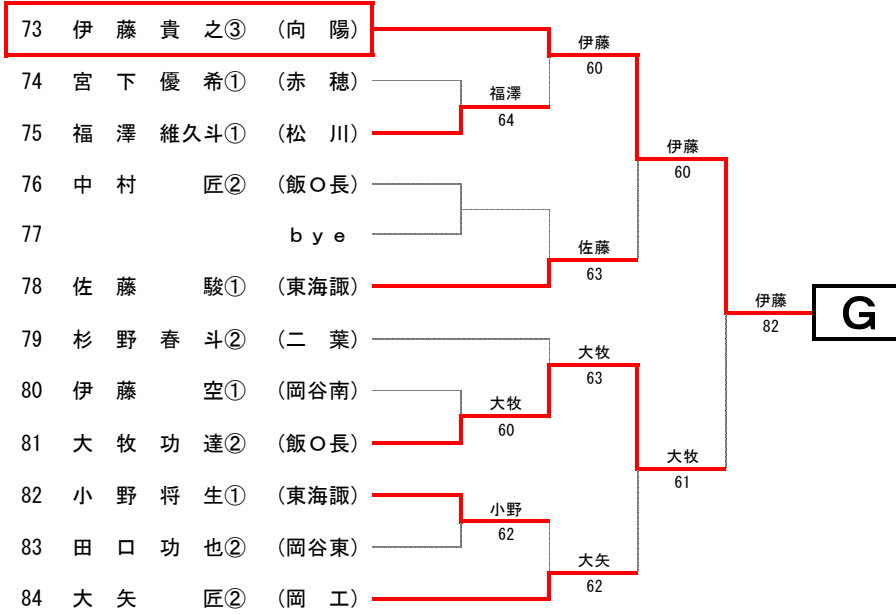 73 伊 藤 貴 之③ (向 陽)
伊藤
60
74 宮 下 優 希① (赤 穂)
福澤
64
75 福 澤 維久斗① (松 川)
伊藤
60
76 中 村 匠② (飯O長)
77 bye
佐藤
63
78 佐 藤 駿① (東海諏)
伊藤
82
G
79 杉 野 春 斗② (二 葉)
大牧
63
80 伊 藤 空① (岡谷南)
大牧
60
81 大 牧 功 達② (飯O長)
大牧
61
82 小 野 将 生① (東海諏)
小野
62
83 田 口 功 也② (岡谷東)
大矢
62
84 大 矢 匠② (岡 工)